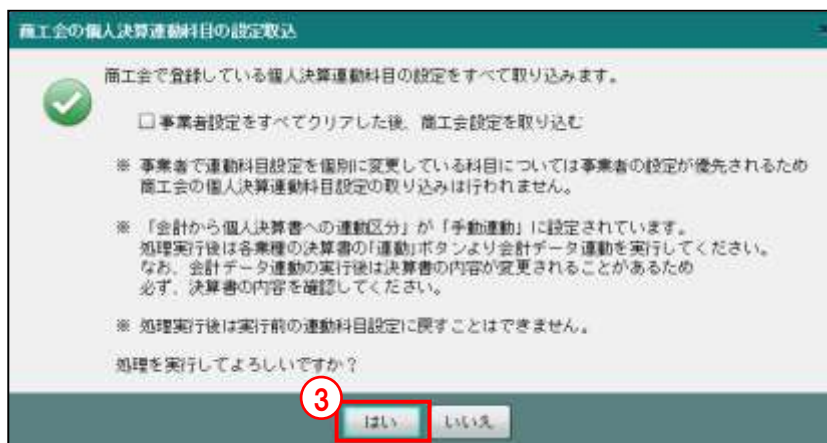 商工会の個人決算連動科目の設定取込
商工会で登録している個人決算連動科目の設定をすべて取り込みます。
□事業者設定をすべてクリアした後、商工会設定を取り込む
※ 事業者で連動科目設定を個別に変更している科目については事業者の設定が優先されるため
商工会の個人決算連動科目設定の取り込みは行われません。
※ 「会計から個人決算書への連動区分」が「手動連動」に設定されています。
処理実行後は各業種の決算書の「連動」ボタンより会計データ連動を実行してください。
なお、会計データ連動の実行後は決算書の内容が変更されることがあるため
必ず、決算書の内容を確認してください。
※ 処理実行後は実行前の連動科目設定に戻すことはできません。
処理を実行してよろしいですか？
③
はい いいえ